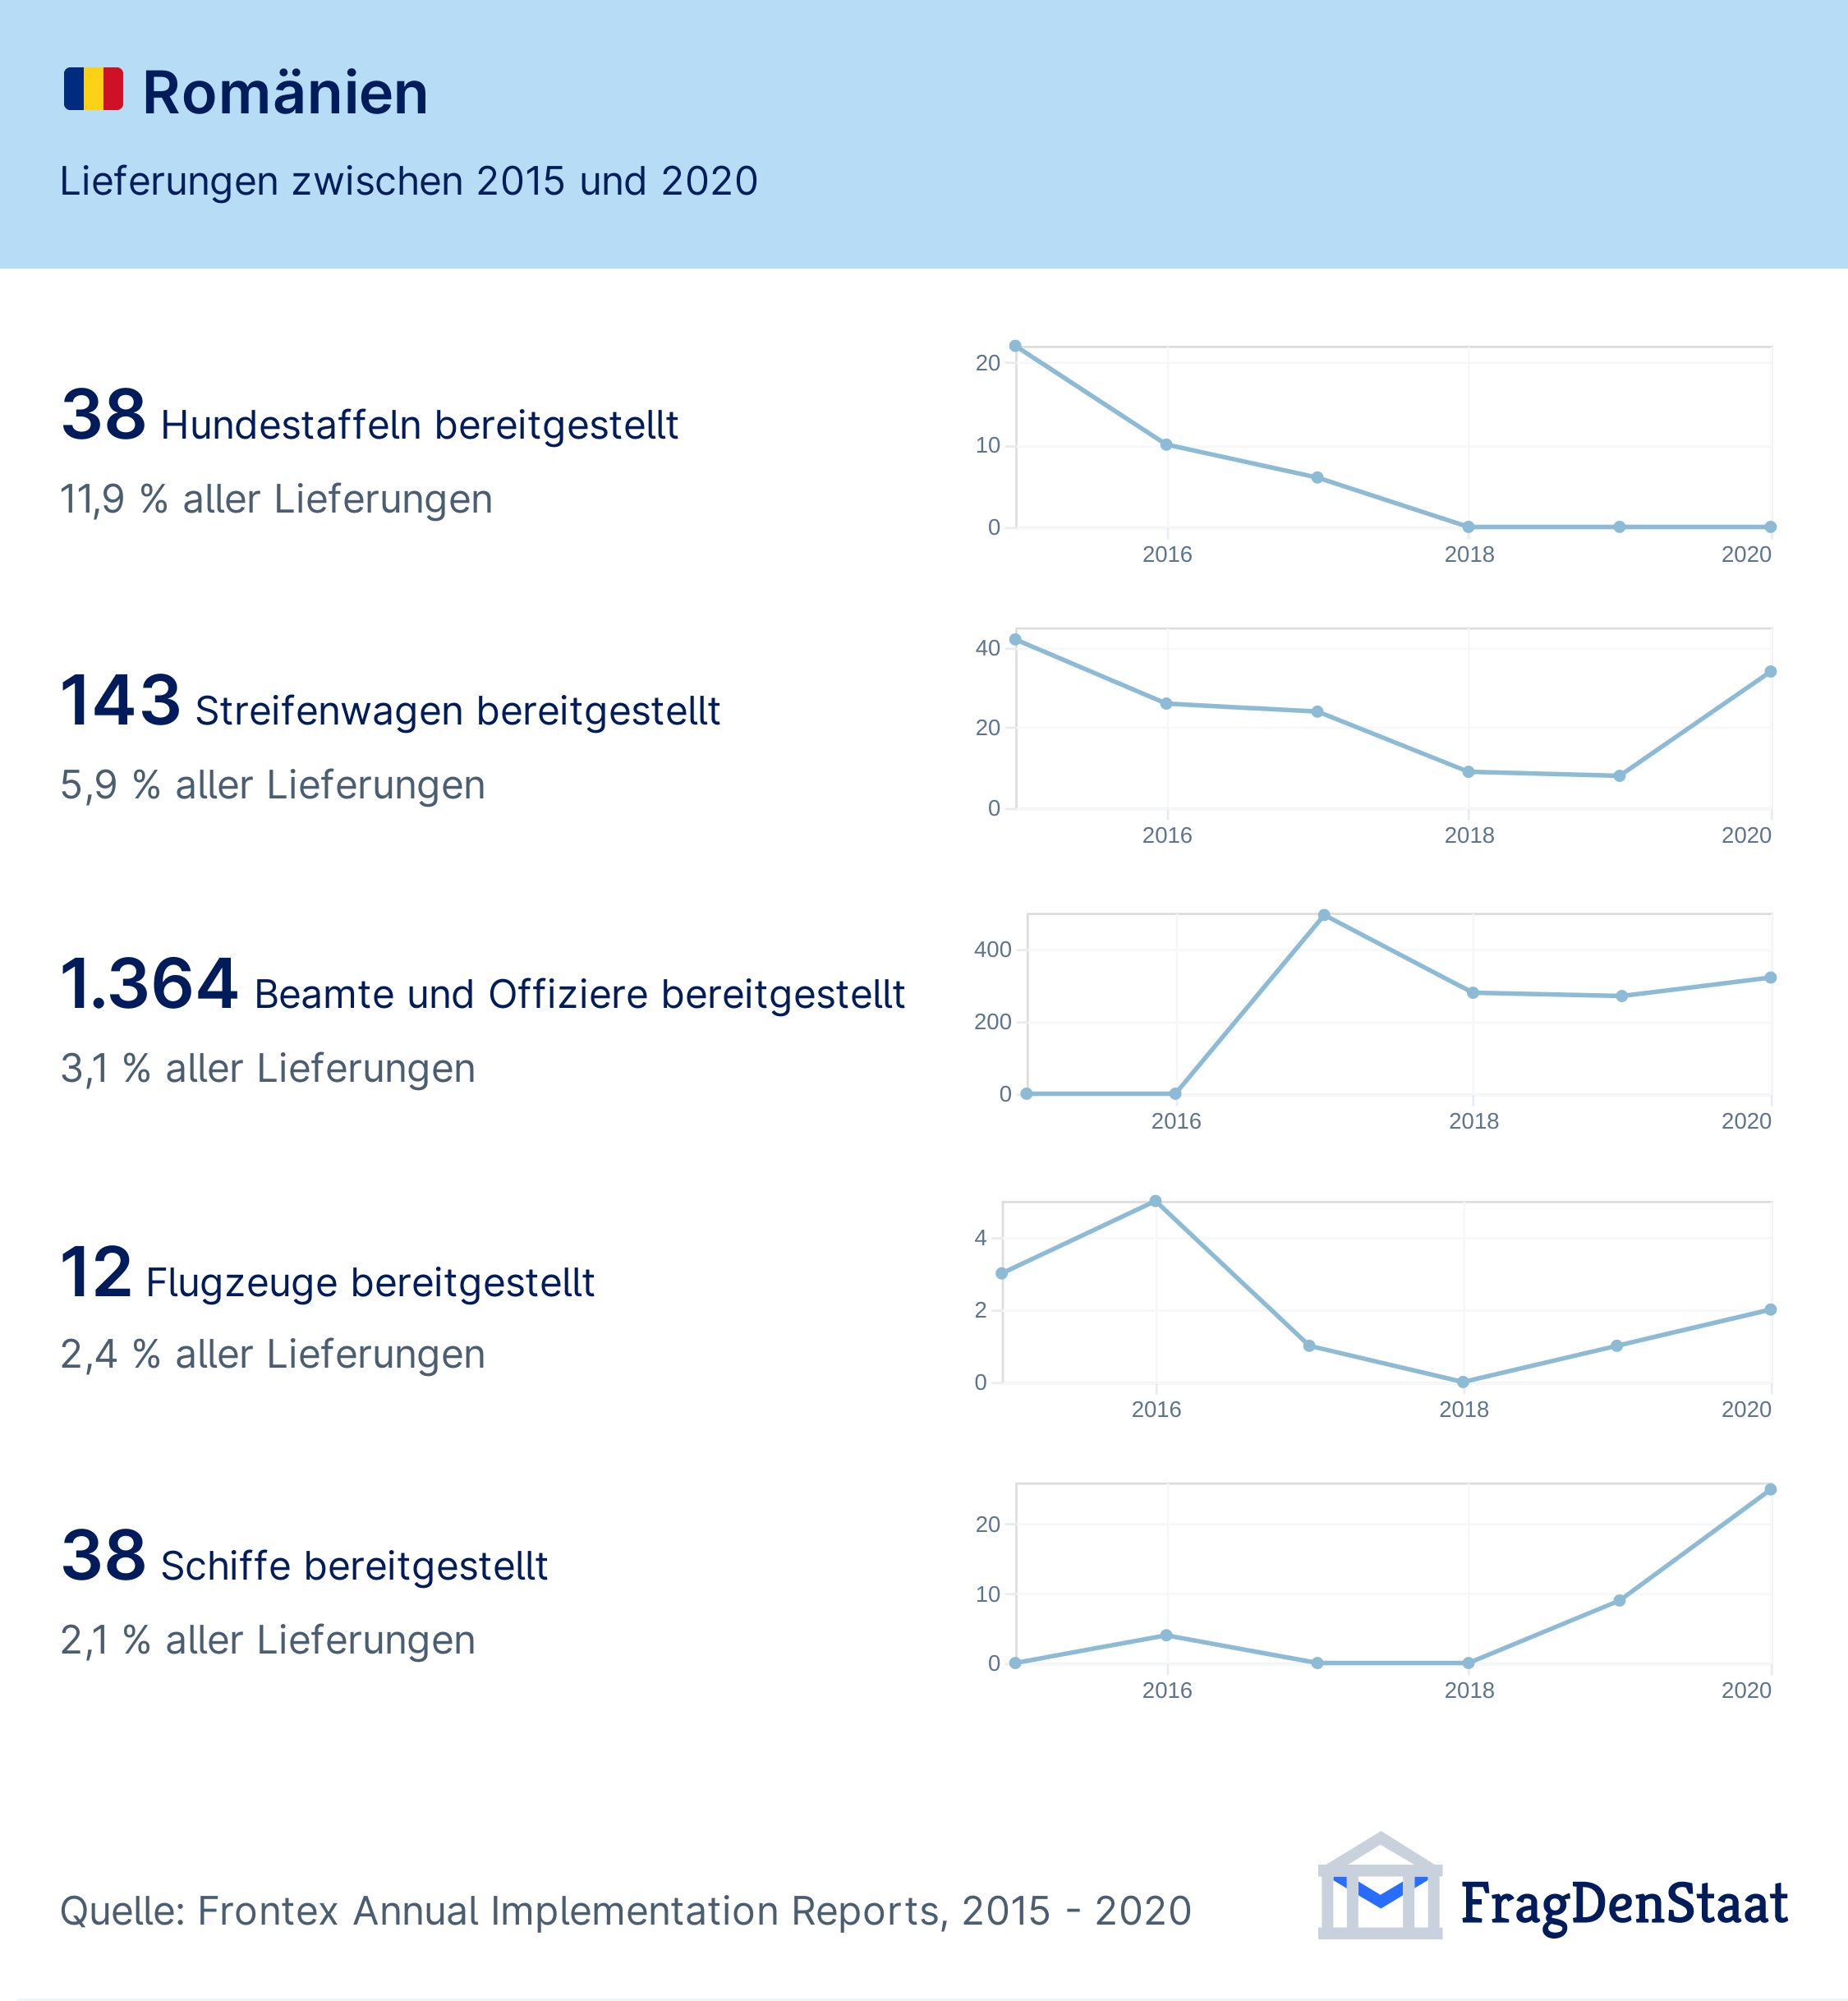 Romänien
Lieferungen zwischen 2015 und 2020
38 Hundestaffeln bereitgestellt
11,9 % aller Lieferungen
20
10
0
2016 2018 2020
143 Streifenwagen bereitgestellt
5,9 % aller Lieferungen
40
20
0
2016 2018 2020
1.364 Beamte und Offiziere bereitgestellt
3,1 % aller Lieferungen
400
200
0
2016 2018 2020
12 Flugzeuge bereitgestellt
2,4 % aller Lieferungen
4
2
0
2016 2018 2020
38 Schiffe bereitgestellt
2,1 % aller Lieferungen
20
10
0
2016 2018 2020
Quelle: Frontex Annual Implementation Reports, 2015 - 2020
FragDenStaat